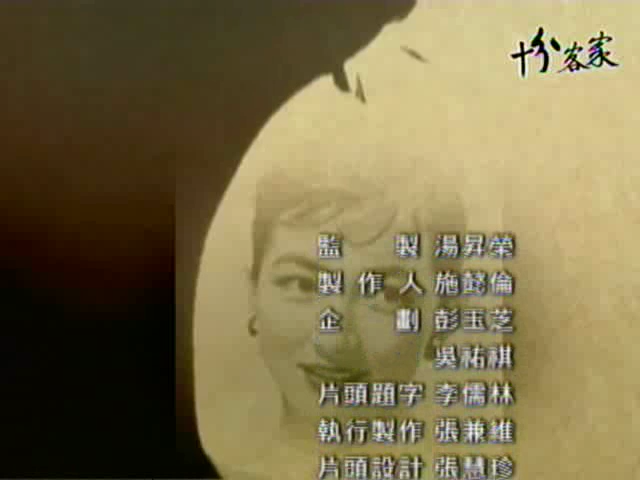 十分客家
監製 湯昇榮
製作人 施懿倫
企劃 彭玉芝
吳祐祺
片頭題字 李儒林
執行製作 張兼維
片頭設計 張慧珍